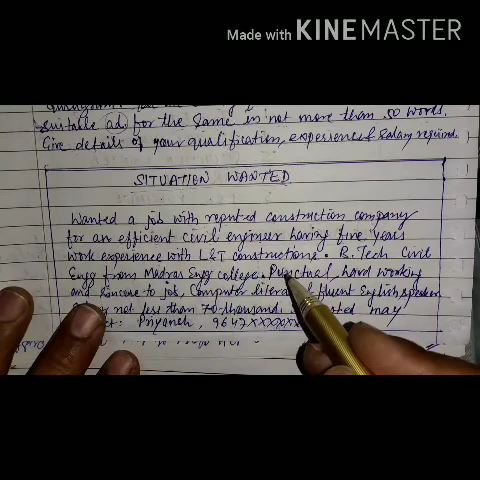 Made with KINEMASTER
suitable ad for the same in not more than 50 words.
Give details of your qualification, experience & salary required.
SITUATION WANTED
Wanted a job with reputed construction company
for an efficient civil engineer having five years
work experience with L&T constructions. B. Tech Civil
Engg from Madras Engg college. Punctual, hard working
and sincere to job, Computer literate, fluent English speaker
not less than 70-thousand. may
Priyansh, 9647XXXXXX